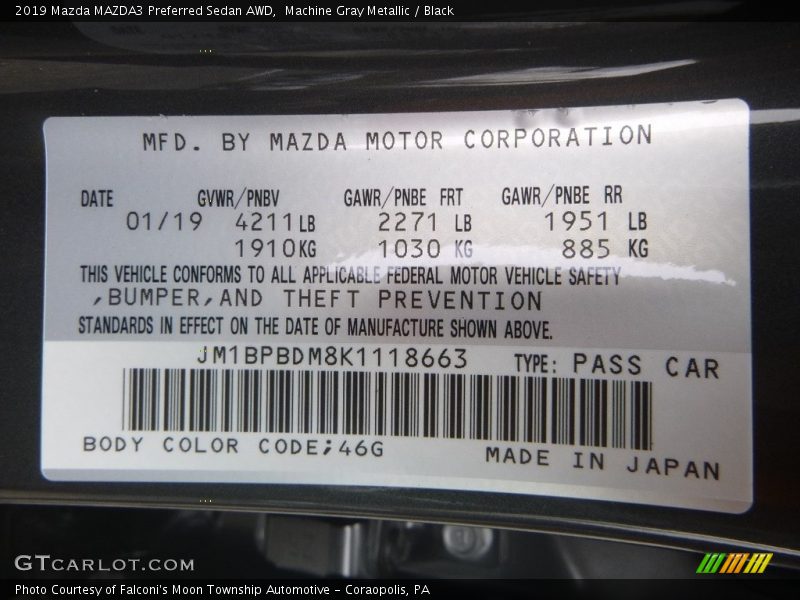 2019 Mazda MAZDA3 Preferred Sedan AWD,  Machine Gray Metallic / Black
MFD. BY MAZDA MOTOR CORPORATION
DATE GVWR/PNBV GAWR/PNBE FRT GAWR/PNBE RR
01/19 4211LB 2271 LB 1951 LB
1910KG 1030 KG 885 KG
THIS VEHICLE CONFORMS TO ALL APPLICABLE FEDERAL MOTOR VEHICLE SAFETY
,BUMPER,AND THEFT PREVENTION
STANDARDS IN EFFECT ON THE DATE OF MANUFACTURE SHOWN ABOVE.
JM1BPBDM8K1118663 TYPE: PASS CAR
BODY COLOR CODE;46G MADE IN JAPAN
GTCARLOT.COM
Photo Courtesy of Falconi's Moon Township Automotive - Coraopolis, PA